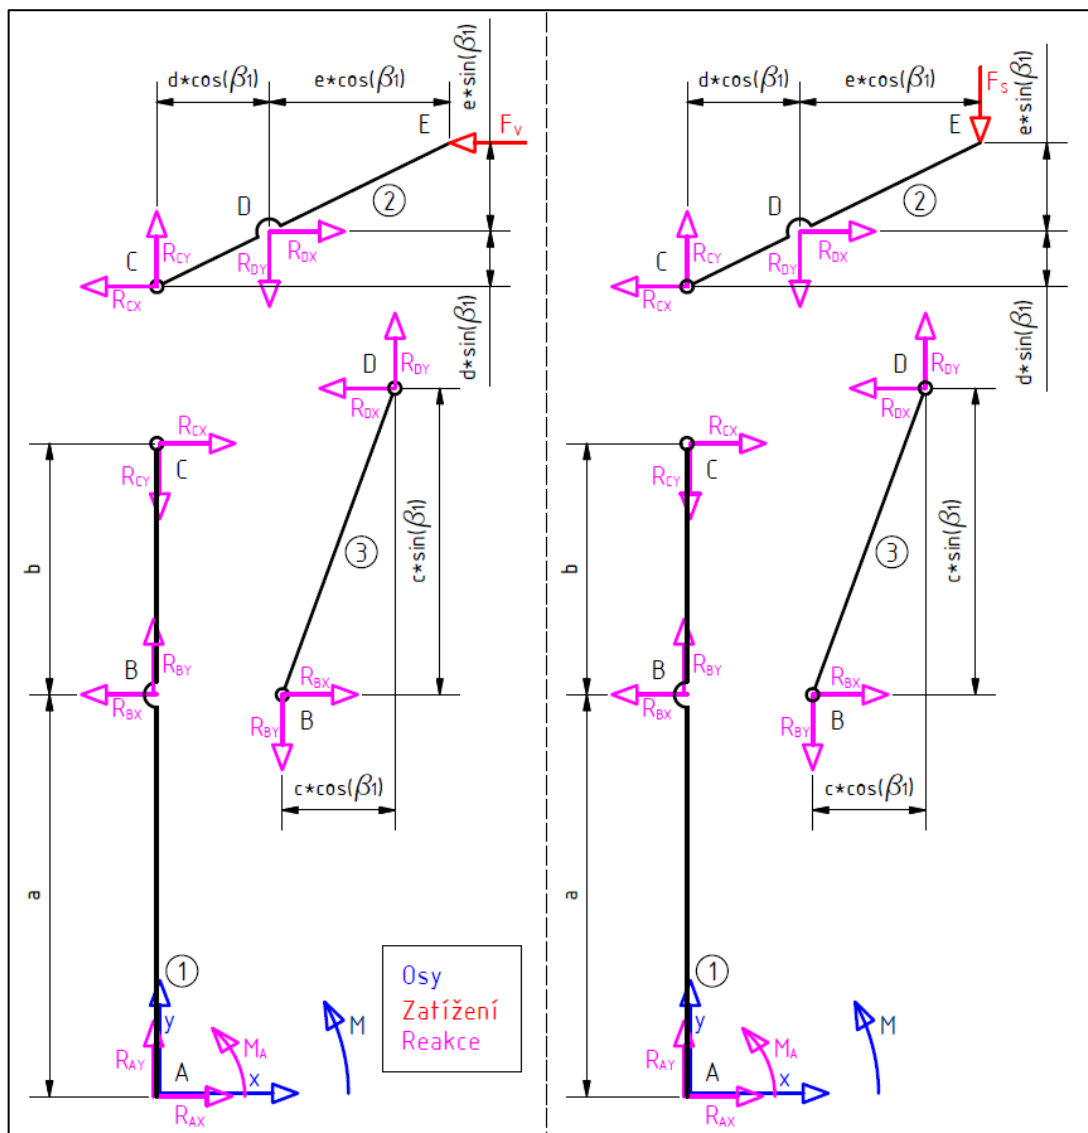 d*cos(β1)
e*cos(β1)
e*sin(β1)
E
Fv
D
2
RCY
C
RDX
RDY
RCX
d*sin(β1)
D
RDY
RDX
RCX
C
RCY
b
3
c*sin(β1)
B
RBY
RBX
RBX
B
RBY
c*cos(β1)
a
1
y
RAY
A
MA
x
M
RAX
Osy
Zatížení
Reakce
d*cos(β1)
e*cos(β1)
e*sin(β1)
Fs
E
D
2
RCY
C
RDX
RDY
RCX
d*sin(β1)
D
RDY
RDX
RCX
C
RCY
b
3
c*sin(β1)
B
RBY
RBX
RBX
B
RBY
c*cos(β1)
a
1
y
RAY
A
MA
x
M
RAX